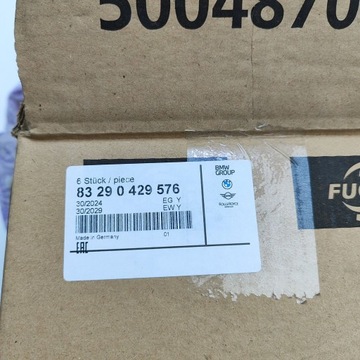 5004870
6 Stück / piece
83 29 0 429 576
30/2024 EG Y
30/2029 EW Y
Made in Germany .01
EAC
BMW
GROUP
FUC